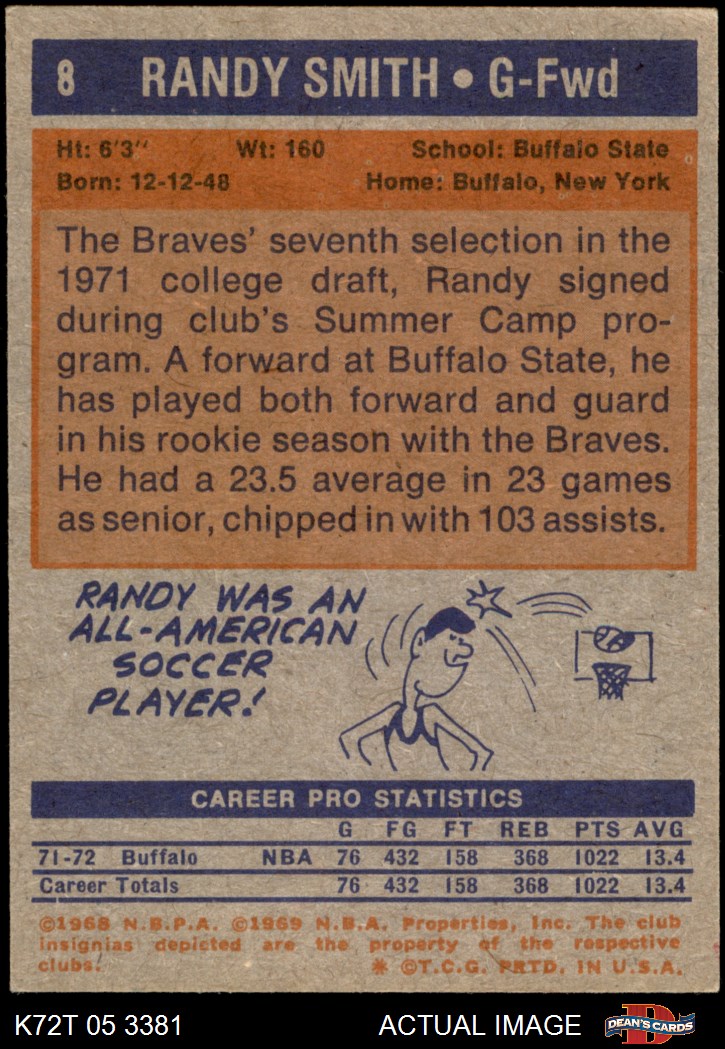 8 RANDY SMITH • G-Fwd
Ht: 6'3" Wt: 160 School: Buffalo State
Born: 12-12-48 Home: Buffalo, New York
The Braves' seventh selection in the
1971 college draft, Randy signed
during club's Summer Camp pro-
gram. A forward at Buffalo State, he
has played both forward and guard
in his rookie season with the Braves.
He had a 23.5 average in 23 games
as senior, chipped in with 103 assists.
RANDY WAS AN
ALL-AMERICAN
SOCCER
PLAYER!
CAREER PRO STATISTICS
G FG FT REB PTS AVG
71-72 Buffalo NBA 76 432 158 368 1022 13.4
Career Totals 76 432 158 368 1022 13.4
©1968 N.B.P.A. ©1969 N.B.A. Properties, Inc. The club
insignias depicted are the property of the respective
clubs. * ©T.C.G. PRTD. IN U.S.A.
K72T 05 3381 ACTUAL IMAGE D DEAN'S CARDS